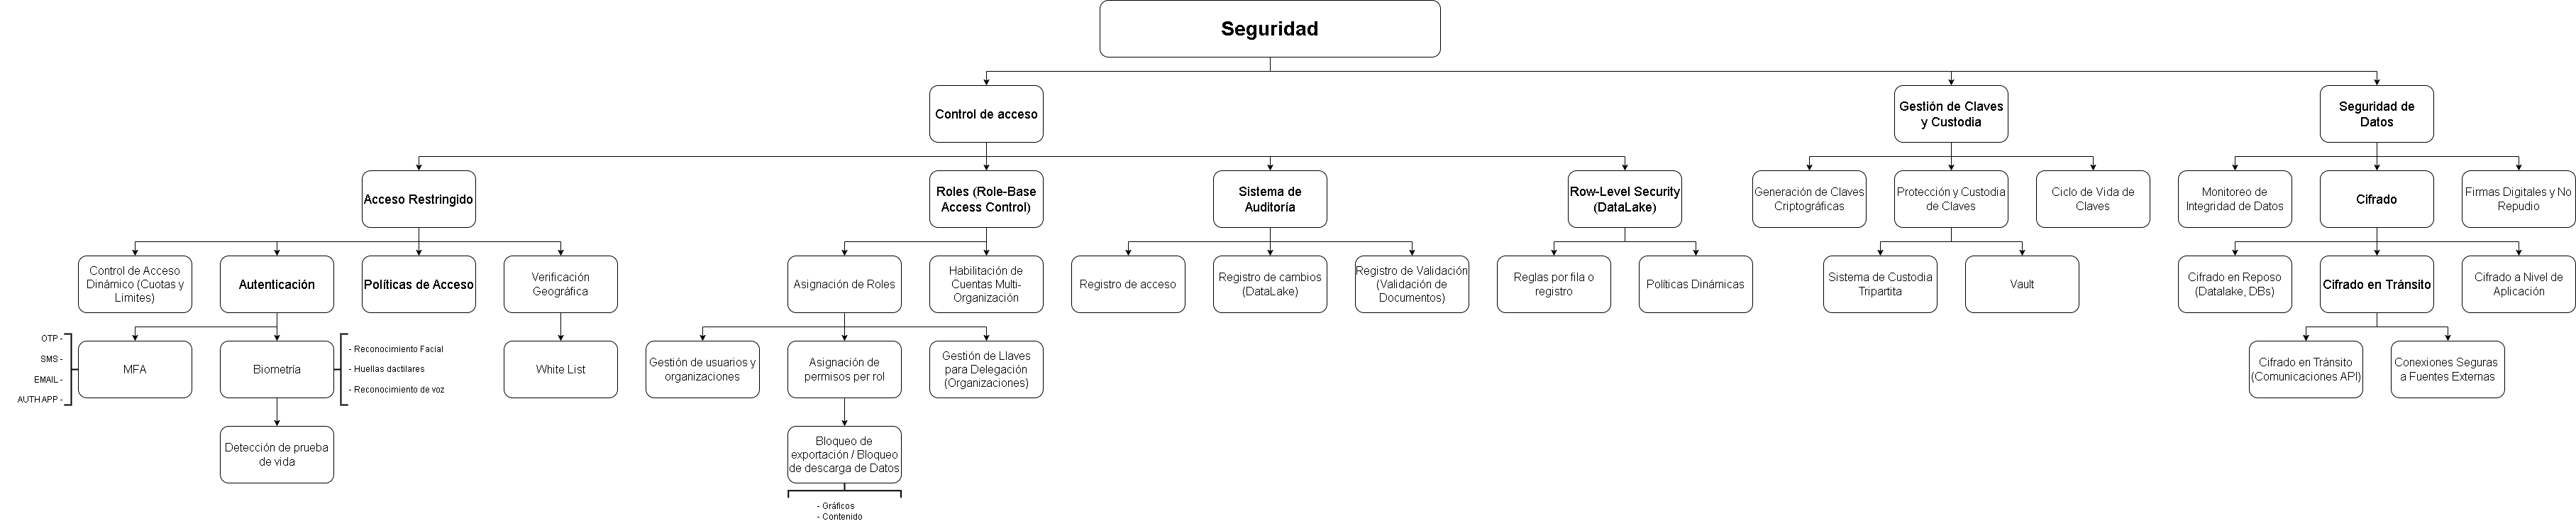 Seguridad
Control de acceso
Gestión de Claves
y Custodia
Seguridad de
Datos
Acceso Restringido
Roles (Role-Base
Access Control)
Sistema de
Auditoría
Row-Level Security
(DataLake)
Generación de Claves
Criptográficas
Protección y Custodia
de Claves
Ciclo de Vida de
Claves
Monitoreo de
Integridad de Datos
Cifrado
Firmas Digitales y No
Repudio
Control de Acceso
Dinámico (Cuotas y
Limites)
Autenticación
Políticas de Acceso
Verificación
Geográfica
Asignación de Roles
Habilitación de
Cuentas Multi-
Organización
Registro de acceso
Registro de cambios
(DataLake)
Registro de Validación
(Validación de
Documentos)
Reglas por fila o
registro
Políticas Dinámicas
Sistema de Custodia
Tripartita
Vault
Cifrado en Reposo
(Datalake, DBs)
Cifrado en Tránsito
Cifrado a Nivel de
Aplicación
OTP -
SMS -
EMAIL -
AUTH APP -
MFA
Biometría
- Reconocimiento Facial
- Huellas dactilares
- Reconocimiento de voz
White List
Gestión de usuarios y
organizaciones
Asignación de
permisos per rol
Gestión de Llaves
para Delegación
(Organizaciones)
Cifrado en Tránsito
(Comunicaciones API)
Conexiones Seguras
a Fuentes Externas
Detección de prueba
de vida
Bloqueo de
exportación / Bloqueo
de descarga de Datos
- Gráficos
- Contenido